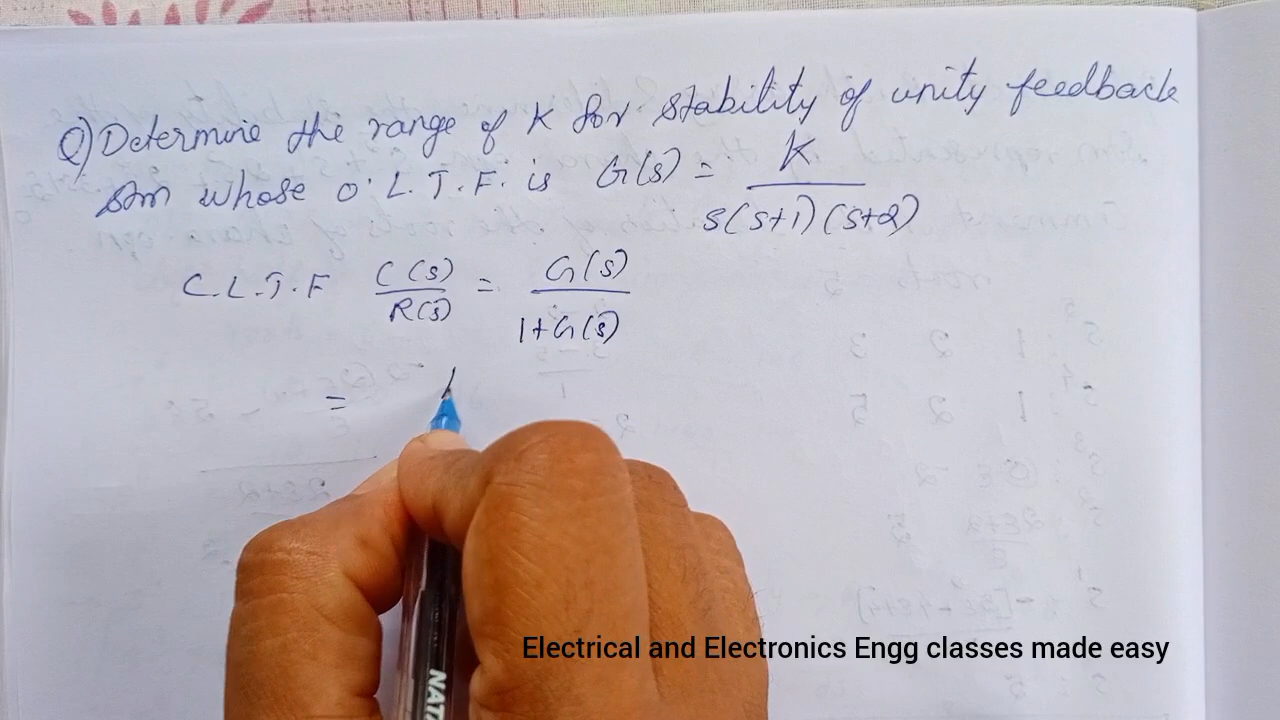 Q) Determine the range of K for stability of unity feedback
s/m whose O.L.T.F. is G(s) = K / s(s+1)(s+2)
C.L.T.F C(s) / R(s) = G(s) / 1+G(s)
=
NATA
Electrical and Electronics Engg classes made easy